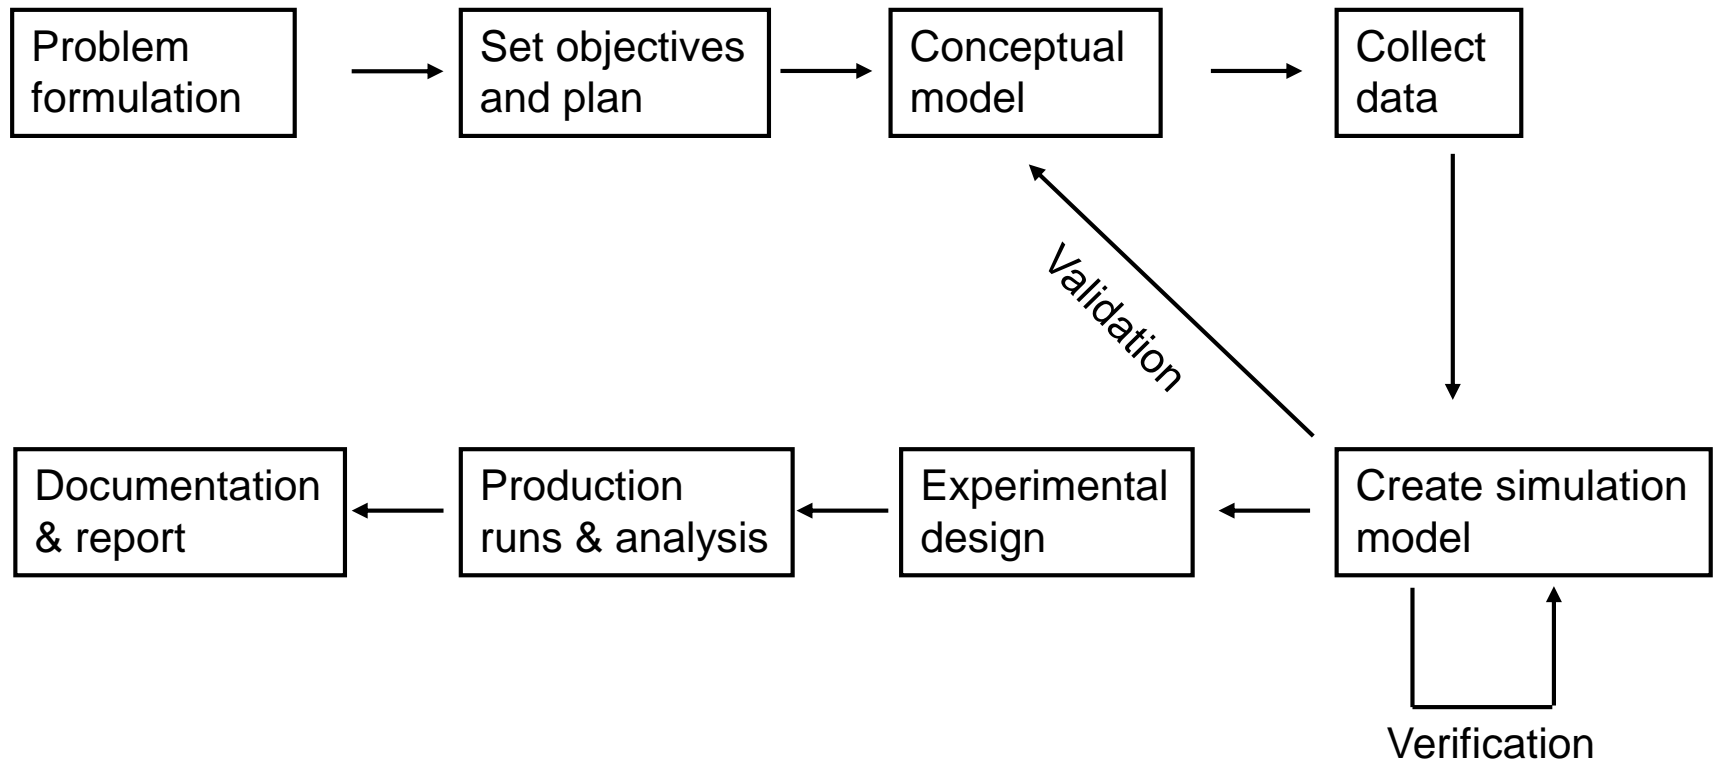 Problem
formulation
Set objectives
and plan
Conceptual
model
Collect
data
Validation
Documentation
& report
Production
runs & analysis
Experimental
design
Create simulation
model
Verification